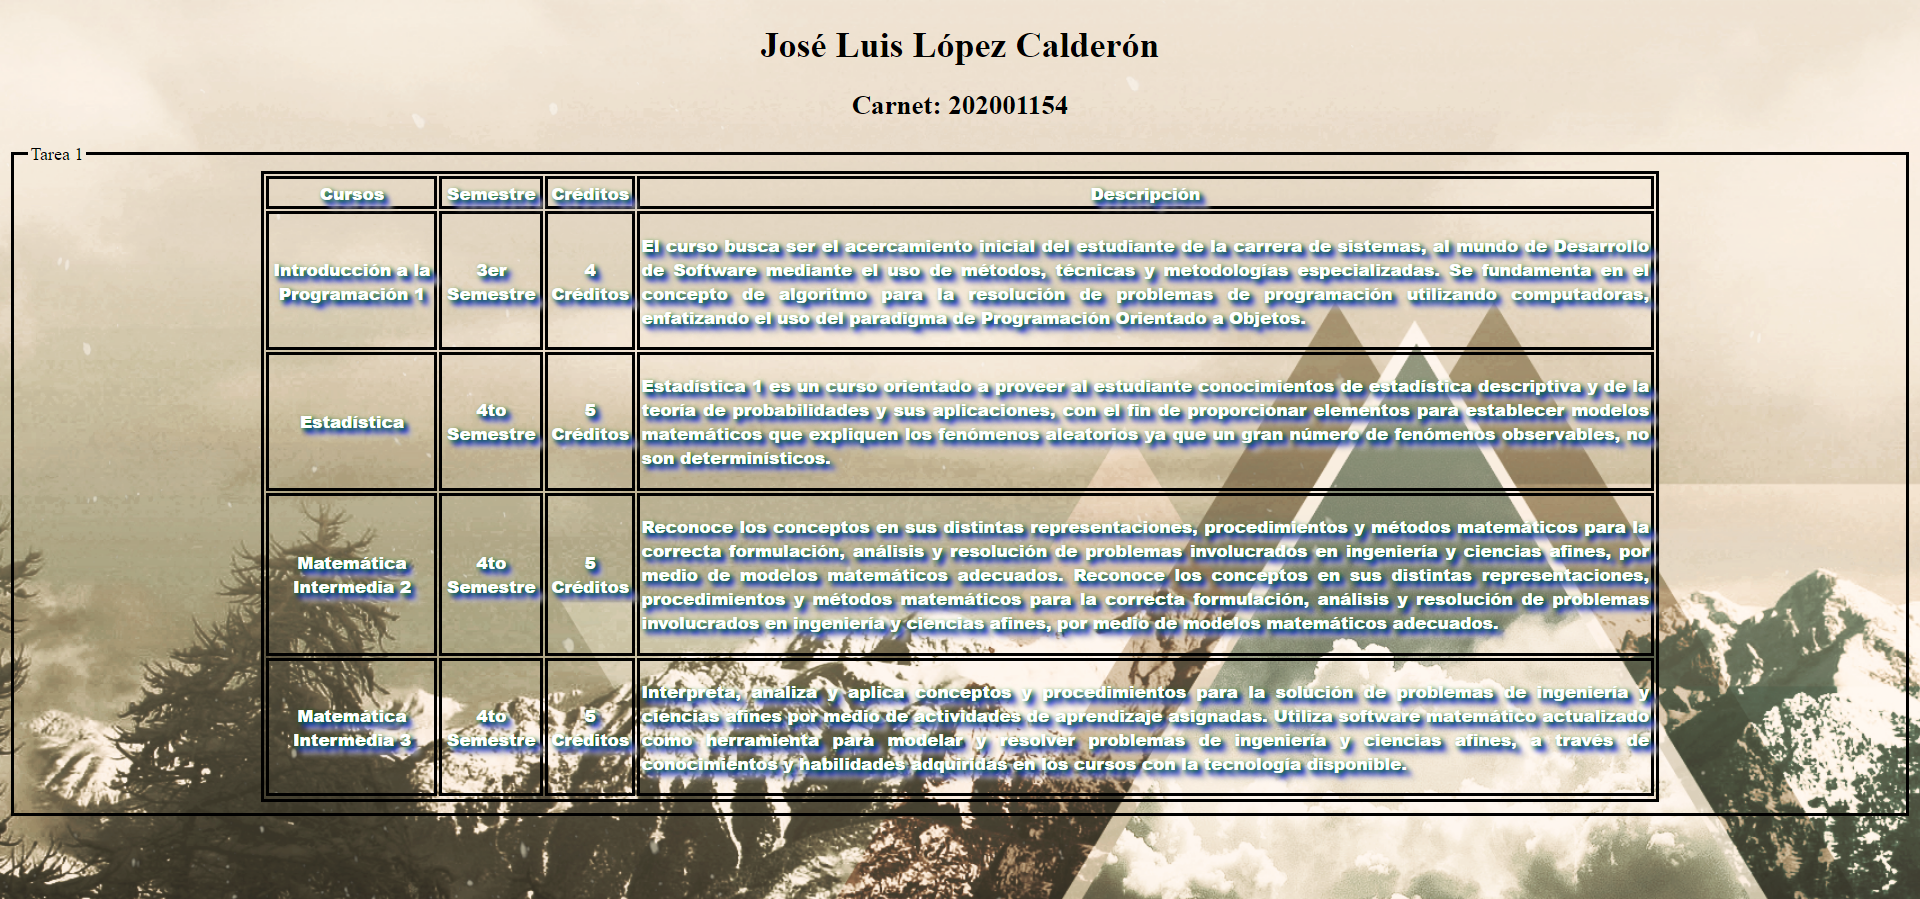 José Luis López Calderón
Carnet: 202001154
Tarea 1
Cursos Semestre Créditos Descripción
Introducción a la
Programación 1
3er
Semestre
4
Créditos
El curso busca ser el acercamiento inicial del estudiante de la carrera de sistemas, al mundo de Desarrollo
de Software mediante el uso de métodos, técnicas y metodologías especializadas. Se fundamenta en el
concepto de algoritmo para la resolución de problemas de programación utilizando computadoras,
enfatizando el uso del paradigma de Programación Orientado a Objetos.
Estadística
4to
Semestre
5
Créditos
Estadística 1 es un curso orientado a proveer al estudiante conocimientos de estadística descriptiva y de la
teoría de probabilidades y sus aplicaciones, con el fin de proporcionar elementos para establecer modelos
matemáticos que expliquen los fenómenos aleatorios ya que un gran número de fenómenos observables, no
son determinísticos.
Matemática
Intermedia 2
4to
Semestre
5
Créditos
Reconoce los conceptos en sus distintas representaciones, procedimientos y métodos matemáticos para la
correcta formulación, análisis y resolución de problemas involucrados en ingeniería y ciencias afines, por
medio de modelos matemáticos adecuados. Reconoce los conceptos en sus distintas representaciones,
procedimientos y métodos matemáticos para la correcta formulación, análisis y resolución de problemas
involucrados en ingeniería y ciencias afines, por medio de modelos matemáticos adecuados.
Matemática
Intermedia 3
4to
Semestre
5
Créditos
Interpreta, analiza y aplica conceptos y procedimientos para la solución de problemas de ingeniería y
ciencias afines por medio de actividades de aprendizaje asignadas. Utiliza software matemático actualizado
como herramienta para modelar y resolver problemas de ingeniería y ciencias afines, a través de
conocimientos y habilidades adquiridas en los cursos con la tecnología disponible.